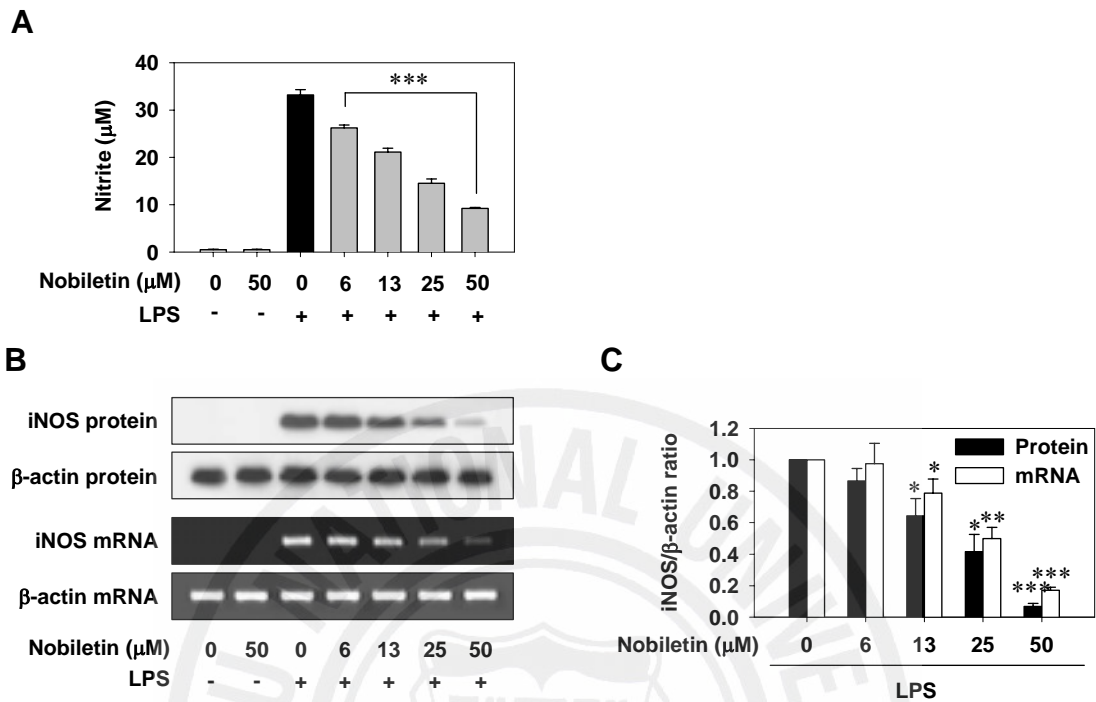 A
40
30
20
10
0
Nitrite (μM)
***
Nobiletin (μM) 0 50 0 6 13 25 50
LPS - - + + + + +
B
iNOS protein
β-actin protein
iNOS mRNA
β-actin mRNA
Nobiletin (μM) 0 50 0 6 13 25 50
LPS - - + + + + +
C
1.2
1.0
0.8
0.6
0.4
0.2
0.0
iNOS/β-actin ratio
Protein
mRNA
* *
* **
*** ***
Nobiletin (μM) 0 6 13 25 50
LPS
NATIONAL UNIVE